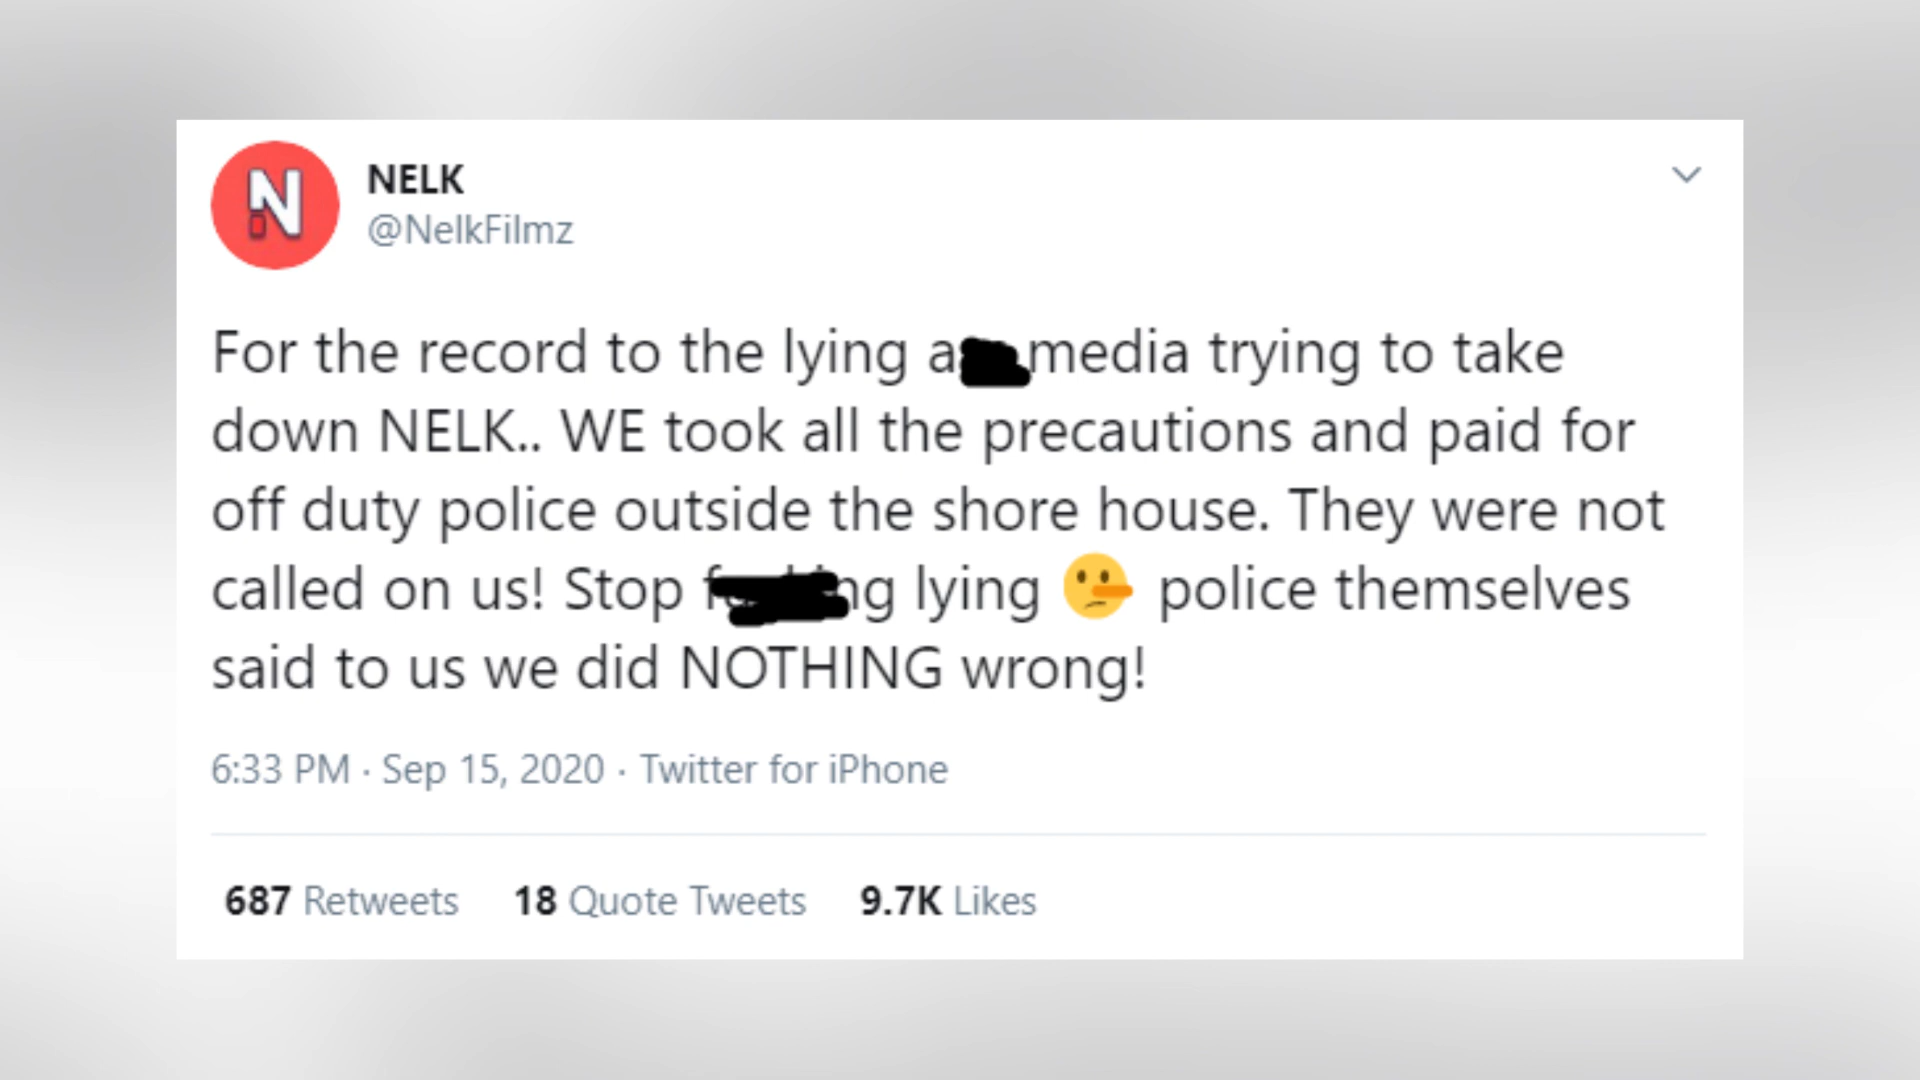 N
NELK
@NelkFilmz
For the record to the lying a media trying to take
down NELK.. WE took all the precautions and paid for
off duty police outside the shore house. They were not
called on us! Stop lying 🤥 police themselves
said to us we did NOTHING wrong!
6:33 PM · Sep 15, 2020 · Twitter for iPhone
687 Retweets 18 Quote Tweets 9.7K Likes